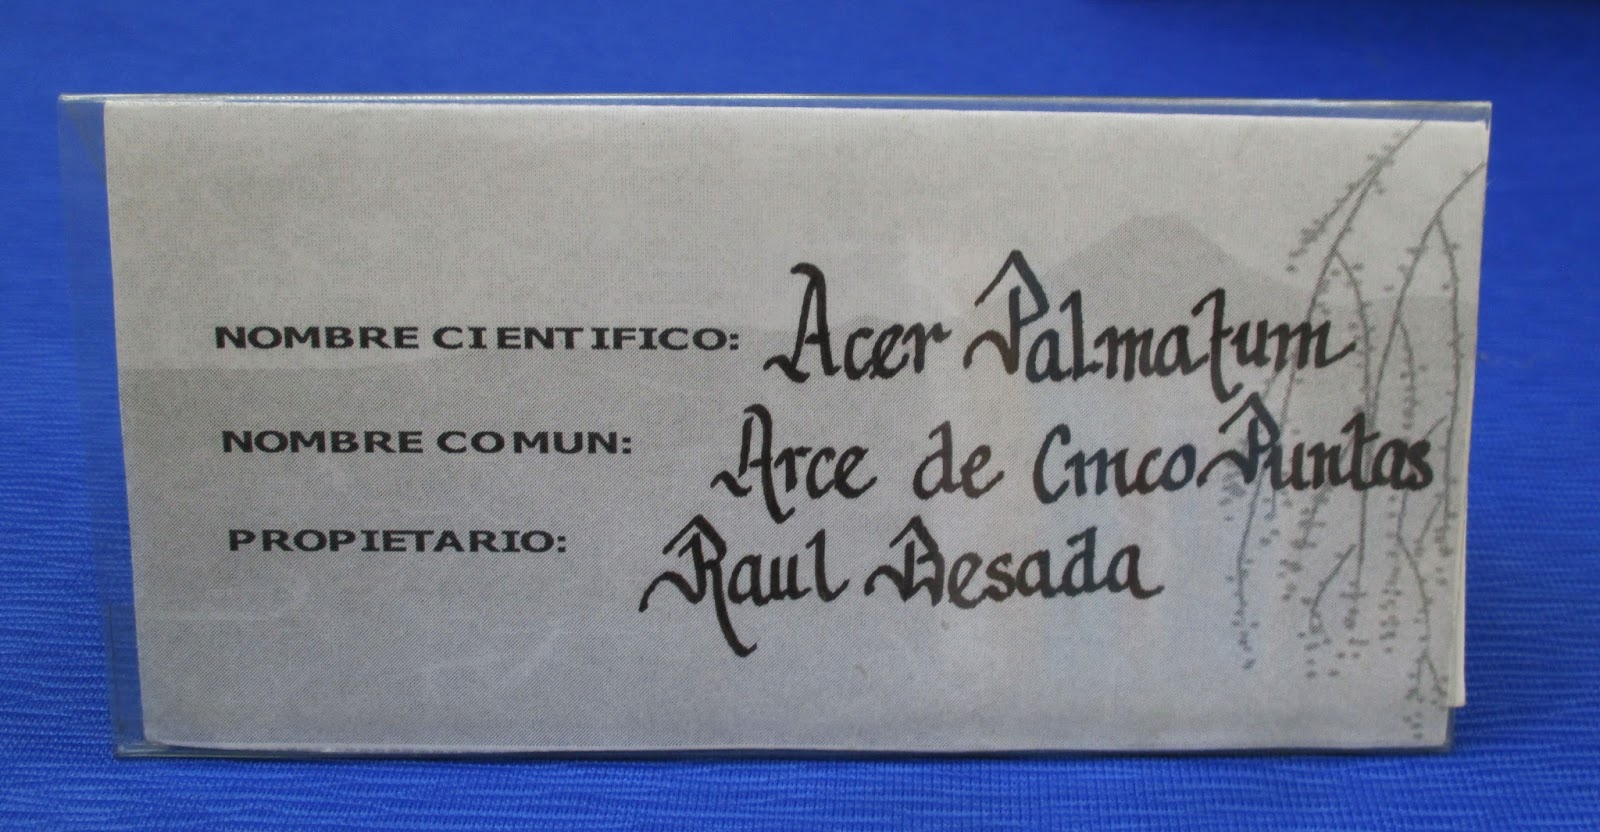 NOMBRE CIENTIFICO: Acer Palmatum
NOMBRE COMUN: Arce de Cinco Puntas
PROPIETARIO: Raul Besada